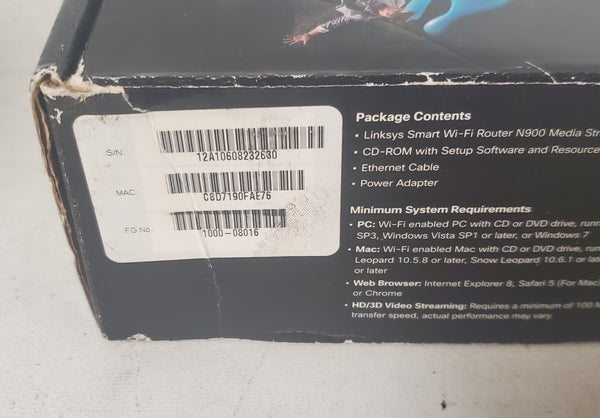 S/N:
12A10608232630
MAC:
C8D7190FAE76
FG No.:
1000-08016
Package Contents
• Linksys Smart Wi-Fi Router N900 Media
• CD-ROM with Setup Software and Resource
• Ethernet Cable
• Power Adapter
Minimum System Requirements
• PC: Wi-Fi enabled PC with CD or DVD drive,
SP3, Windows Vista SP1 or later, or Windows 7
• Mac: Wi-Fi enabled Mac with CD or DVD drive,
Leopard 10.5.8 or later, Snow Leopard 10.6.1 or
or later
• Web Browser: Internet Explorer 8, Safari 5 (For Mac)
or Chrome
• HD/3D Video Streaming: Requires a minimum of 100
transfer speed, actual performance may vary.